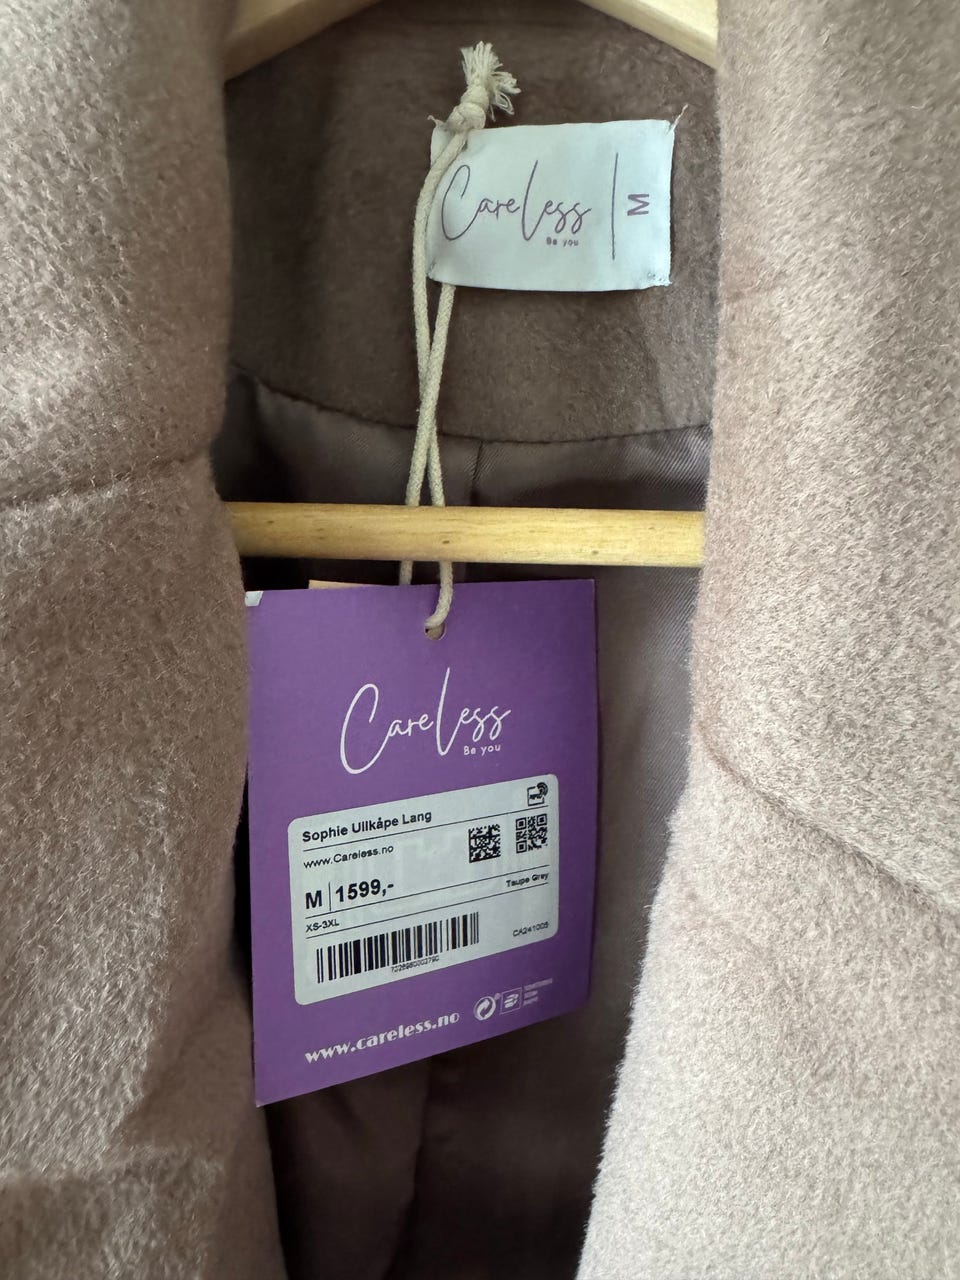 CareLess
Be you
M
CareLess
Be you
Sophie Ullkåpe Lang
www.Careless.no
M 1599,-
Taupe Grey
XS-3XL
CA241005
www.careless.no